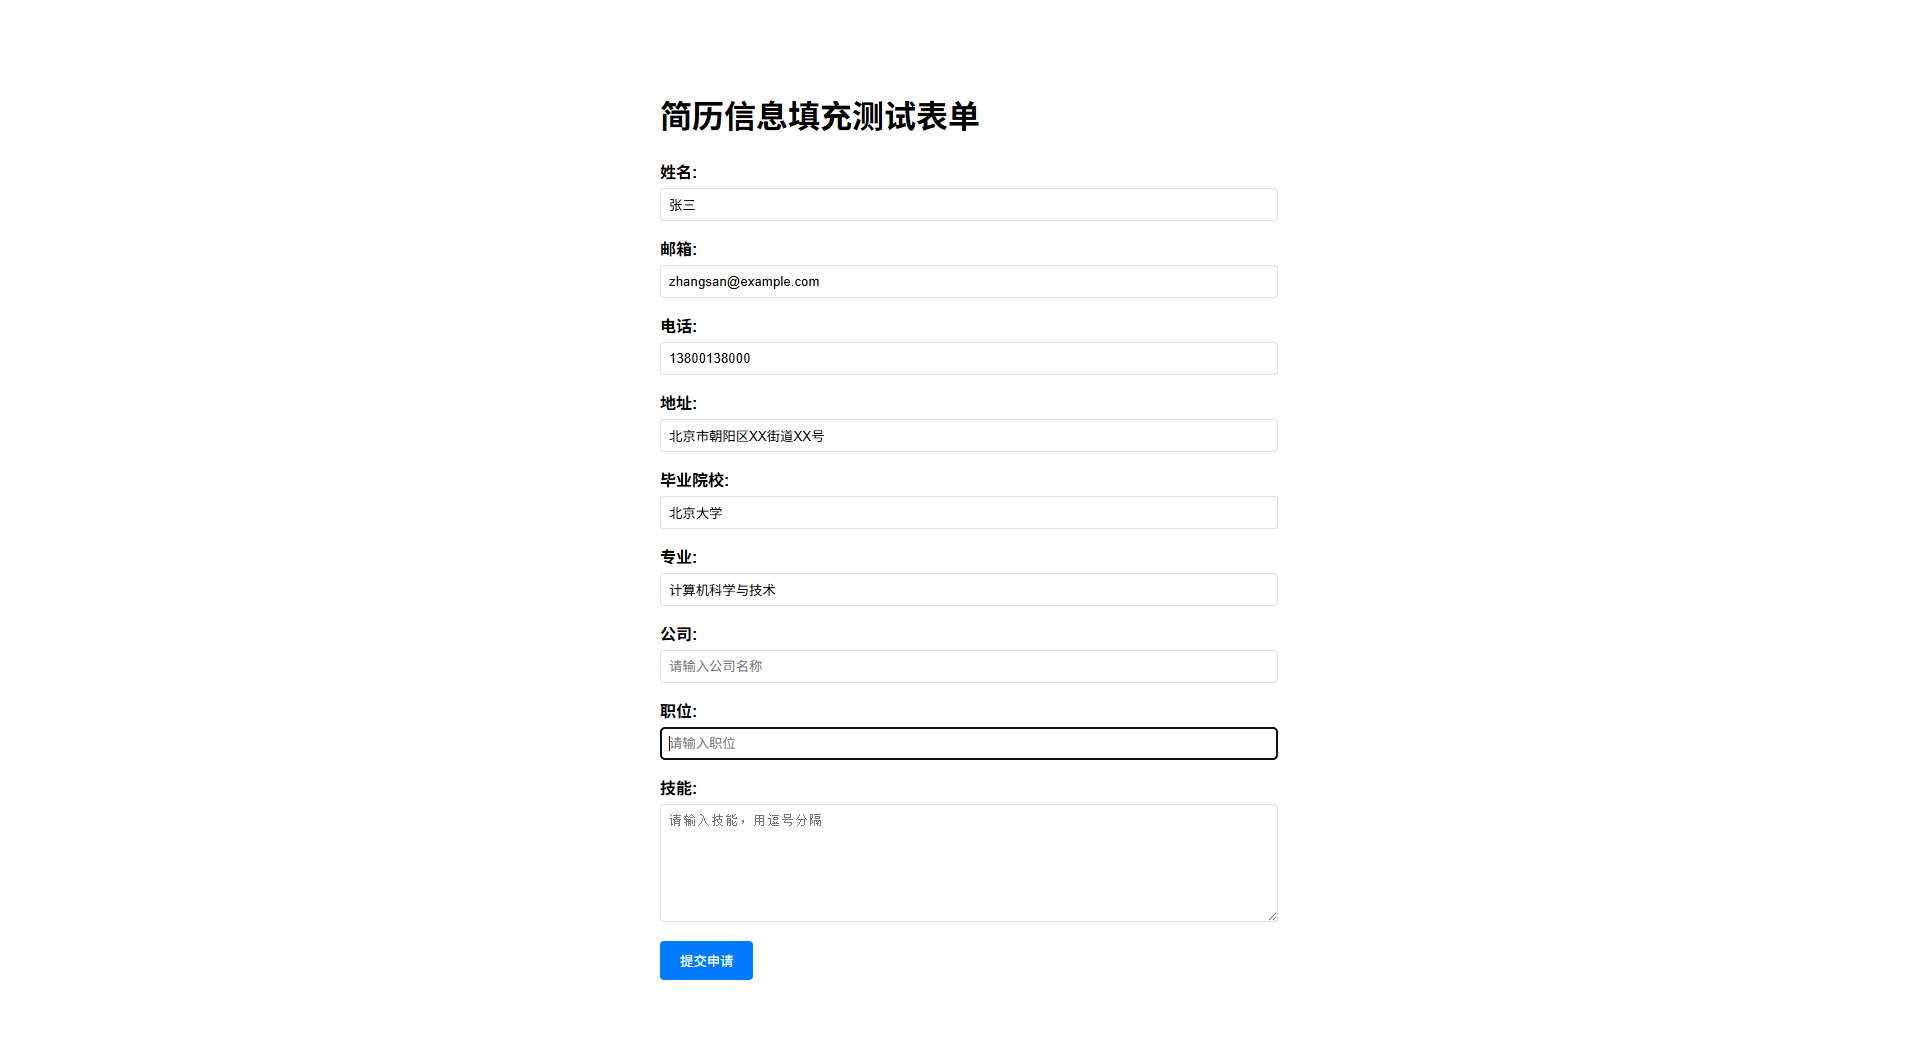 简历信息填充测试表单
姓名:
张三
邮箱:
zhangsan@example.com
电话:
13800138000
地址:
北京市朝阳区XX街道XX号
毕业院校:
北京大学
专业:
计算机科学与技术
公司:
请输入公司名称
职位:
请输入职位
技能:
请输入技能，用逗号分隔
提交申请